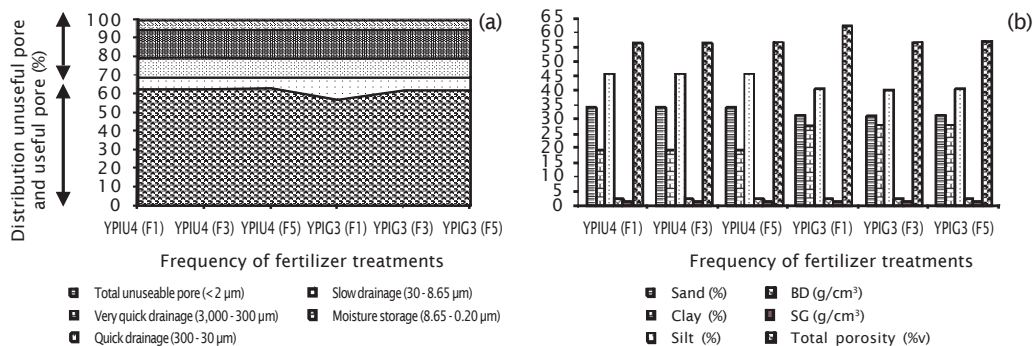 (a)
Distribution unuseful pore
and useful pore (%)
100
90
80
70
60
50
40
30
20
10
0
YPIU4 (F1) YPIU4 (F3) YPIU4 (F5) YPIG3 (F1) YPIG3 (F3) YPIG3 (F5)
Frequency of fertilizer treatments
Total unuseable pore (< 2 µm)
Very quick drainage (3,000 - 300 µm)
Quick drainage (300 - 30 µm)
Slow drainage (30 - 8.65 µm)
Moisture storage (8.65 - 0.20 µm)
(b)
65
60
55
50
45
40
35
30
25
20
15
10
5
0
YPIU4 (F1) YPIU4 (F3) YPIU4 (F5) YPIG3 (F1) YPIG3 (F3) YPIG3 (F5)
Frequency of fertilizer treatments
Sand (%)
Clay (%)
Silt (%)
BD (g/cm³)
SG (g/cm³)
Total porosity (%v)